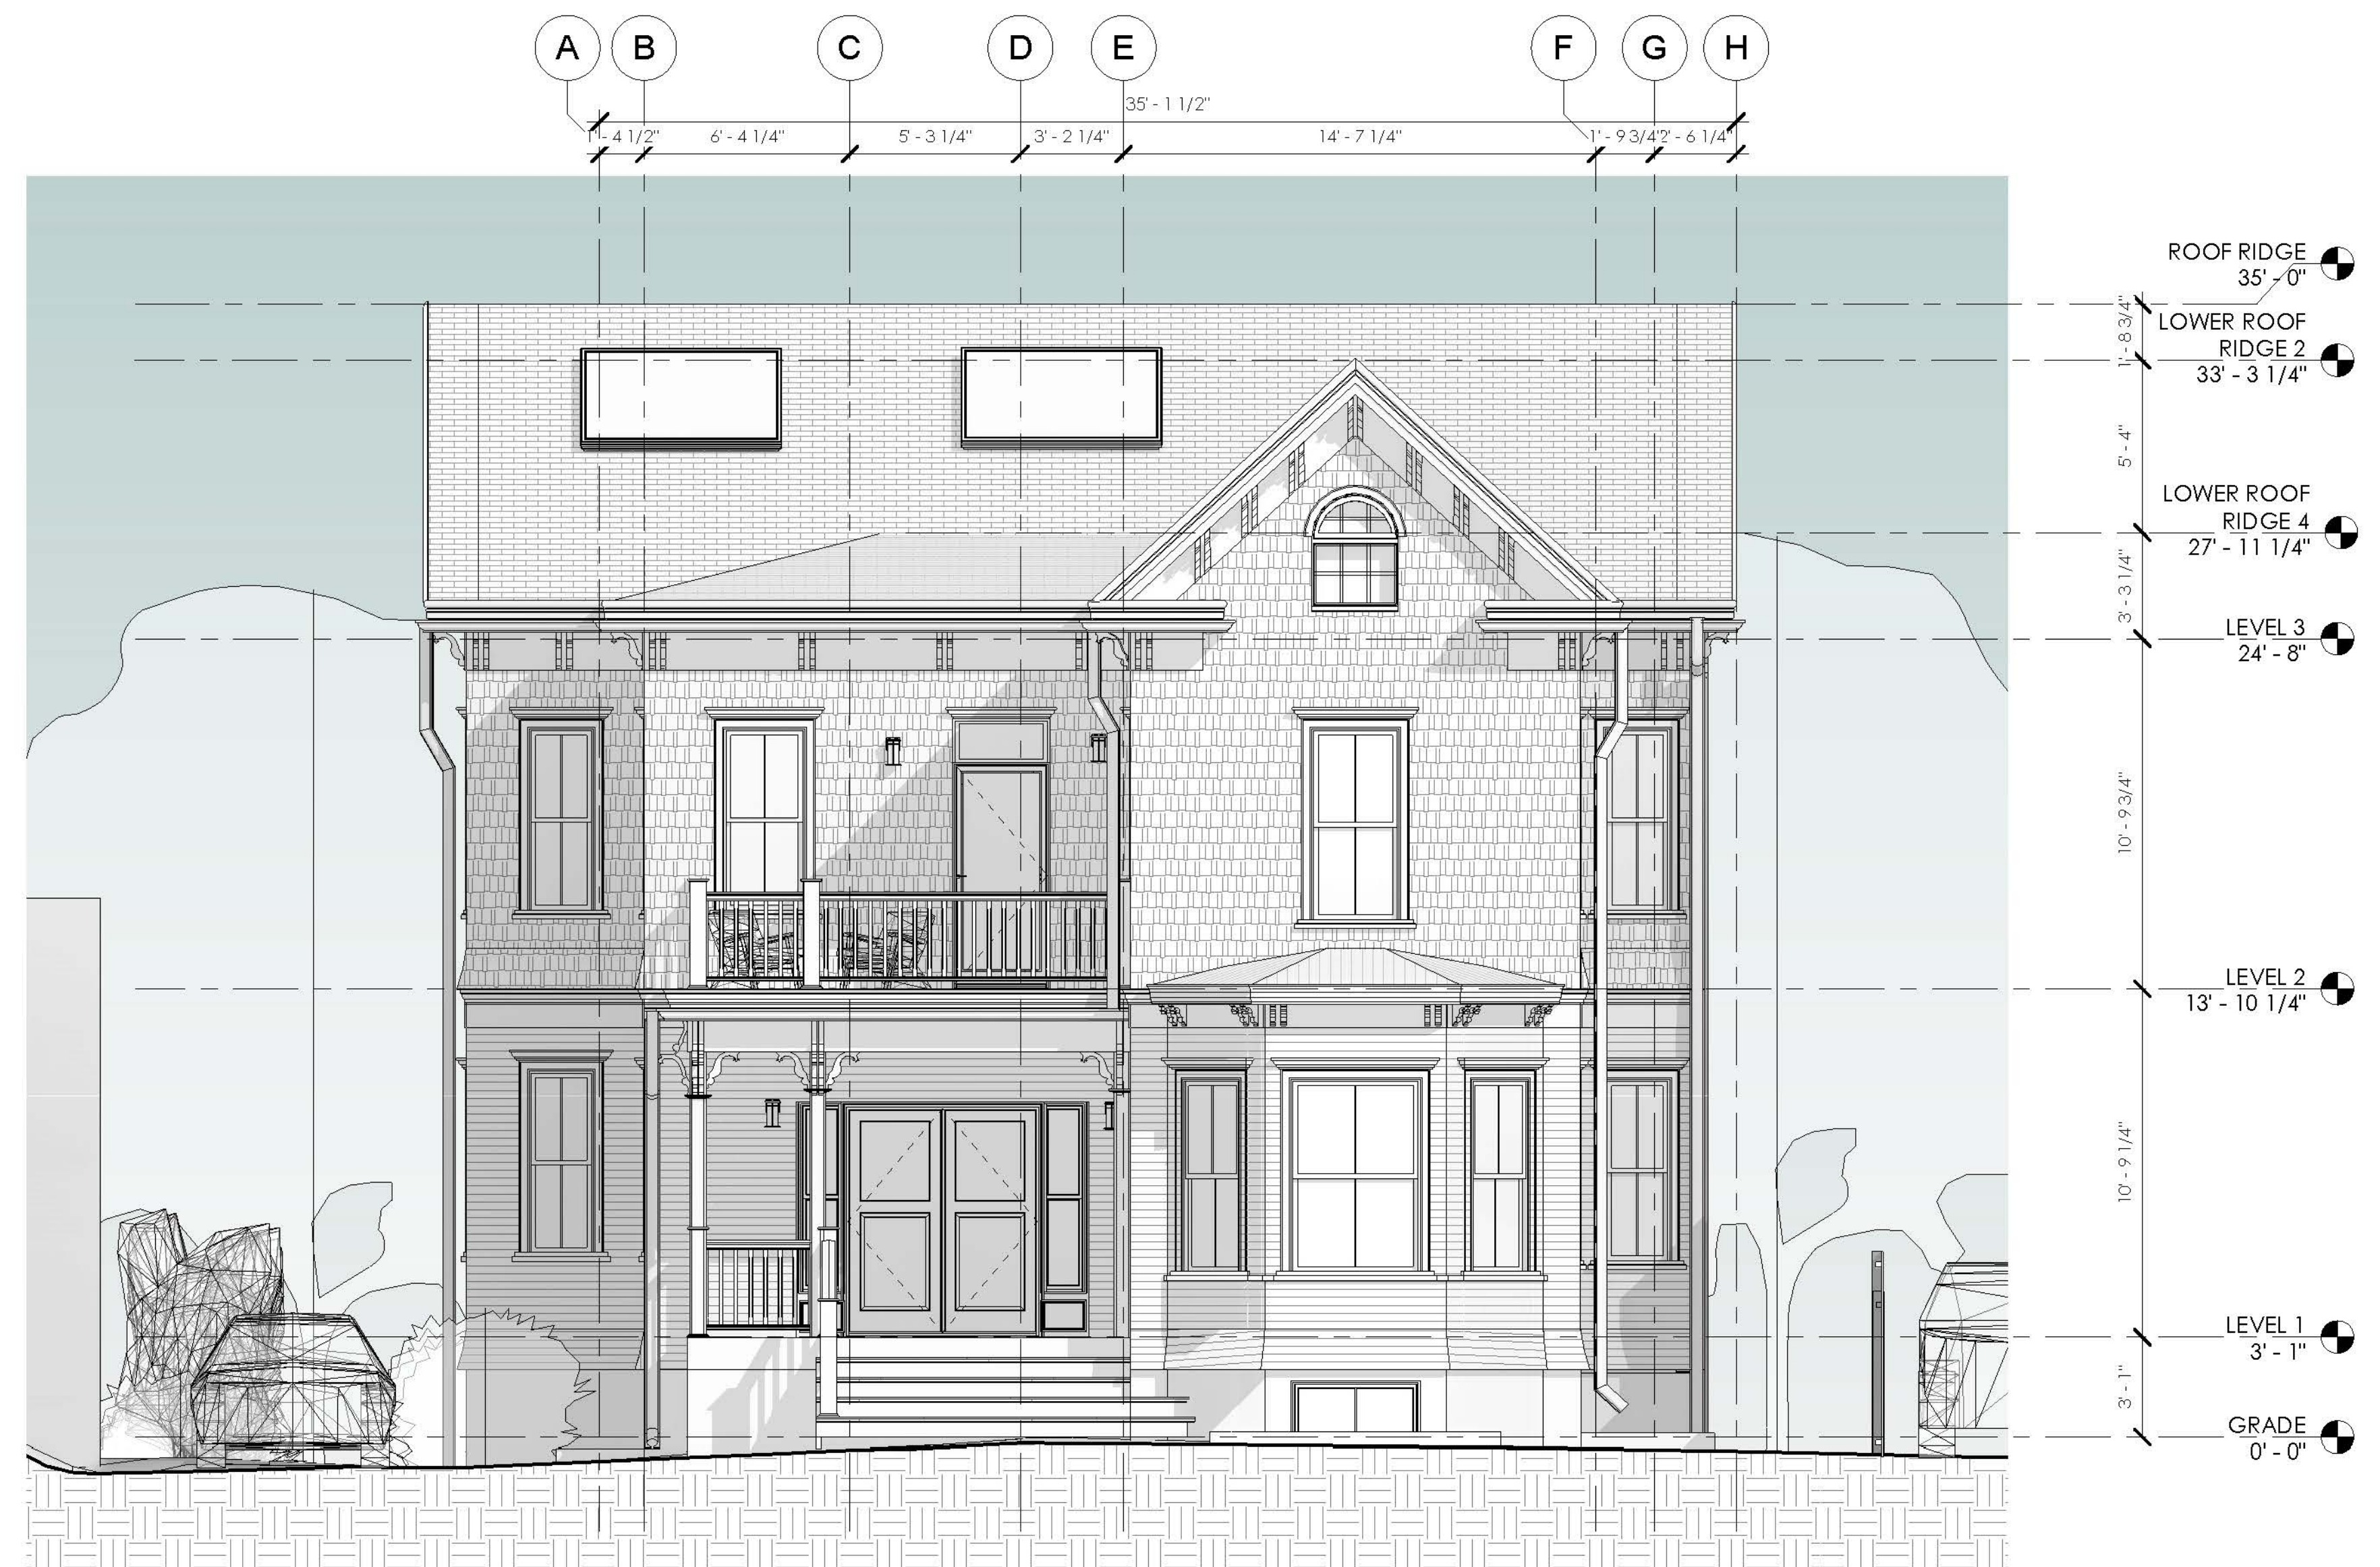 A B C D E F G H
35' - 1 1/2"
1' - 4 1/2" 6' - 4 1/4" 5' - 3 1/4" 3' - 2 1/4" 14' - 7 1/4" 1' - 9 3/4" 2' - 6 1/4"
ROOF RIDGE
35' - 0"
1' - 8 3/4"
LOWER ROOF
RIDGE 2
33' - 3 1/4"
5' - 4"
LOWER ROOF
RIDGE 4
27' - 11 1/4"
3' - 3 1/4"
LEVEL 3
24' - 8"
10' - 9 3/4"
LEVEL 2
13' - 10 1/4"
10' - 9 1/4"
LEVEL 1
3' - 1"
3' - 1"
GRADE
0' - 0"